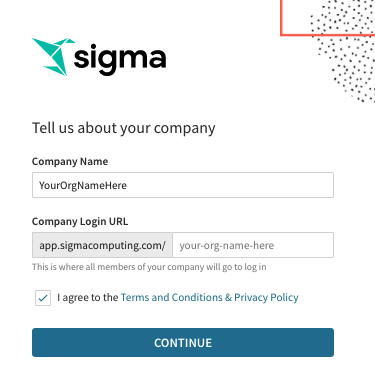 sigma
Tell us about your company
Company Name
YourOrgNameHere
Company Login URL
app.sigmacomputing.com/ your-org-name-here
This is where all members of your company will go to log in
I agree to the Terms and Conditions & Privacy Policy
CONTINUE